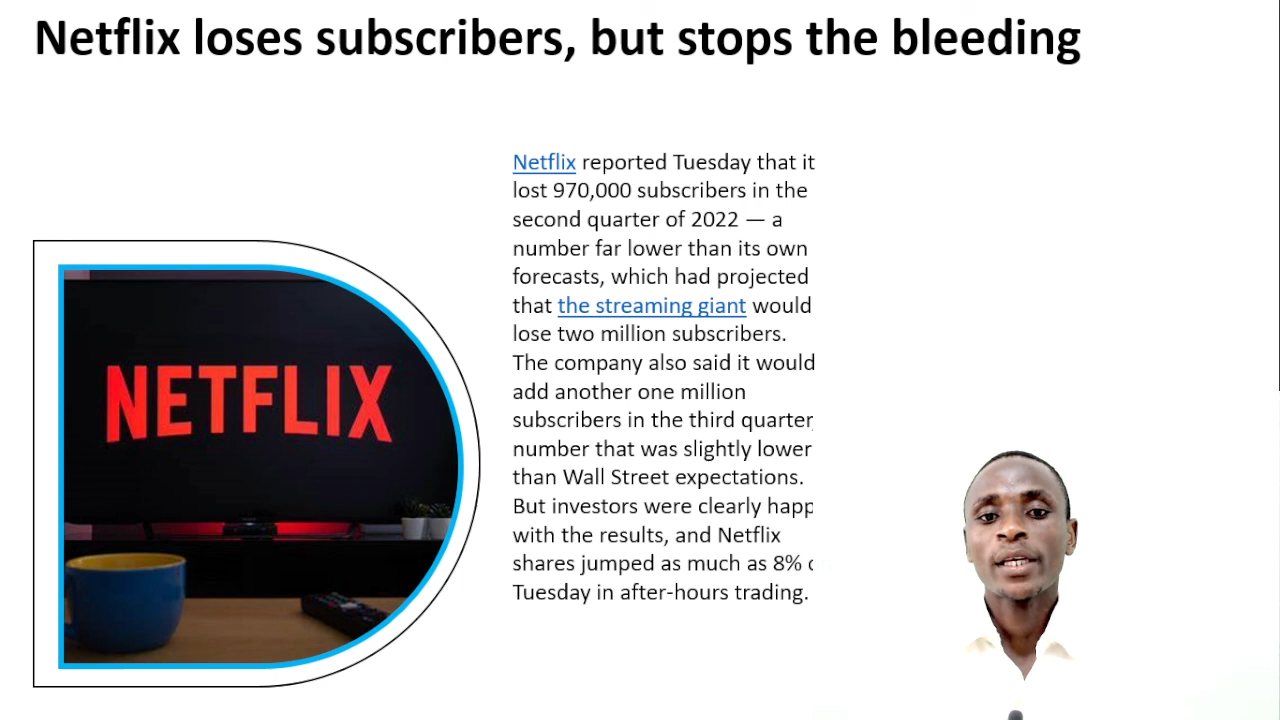 Netflix loses subscribers, but stops the bleeding
Netflix reported Tuesday that it
lost 970,000 subscribers in the
second quarter of 2022 — a
number far lower than its own
forecasts, which had projected
that the streaming giant would
lose two million subscribers.
The company also said it would
add another one million
subscribers in the third quarter,
number that was slightly lower
than Wall Street expectations.
But investors were clearly happ
with the results, and Netflix
shares jumped as much as 8%
Tuesday in after-hours trading.
NETFLIX